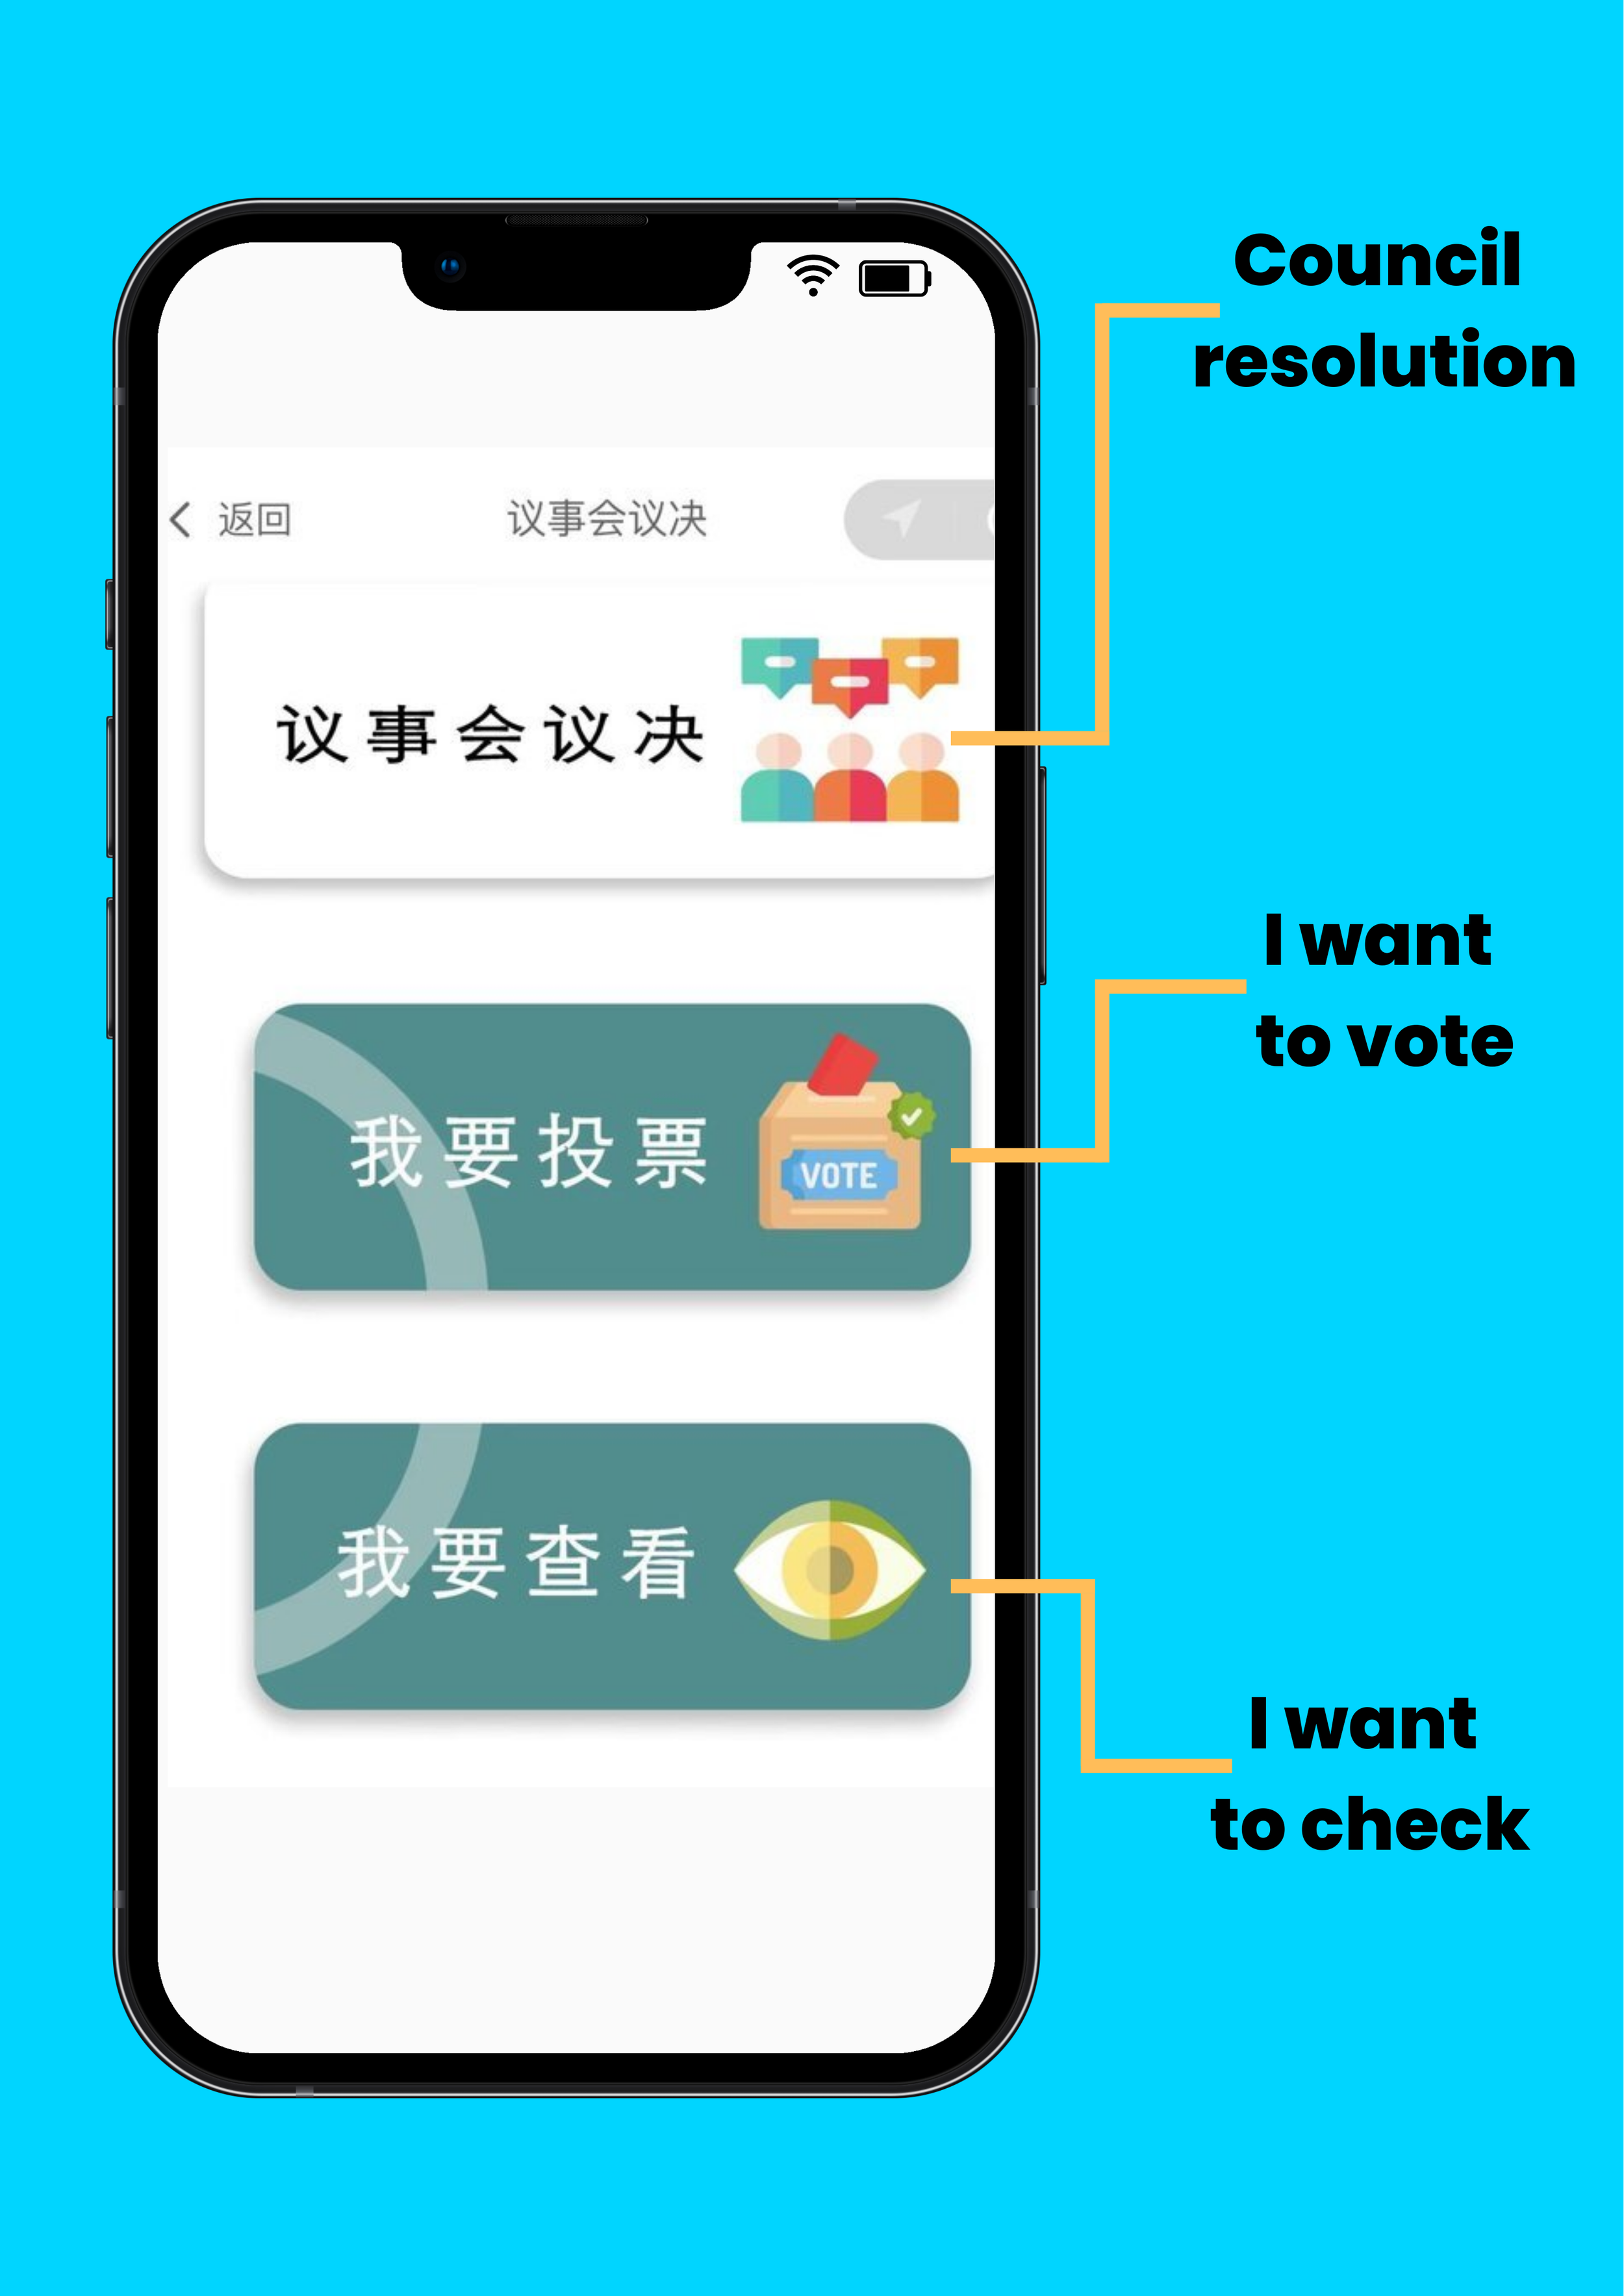 返回
议事会议决
议事会议决
我要投票
VOTE
我要查看
Council
resolution
I want
to vote
I want
to check